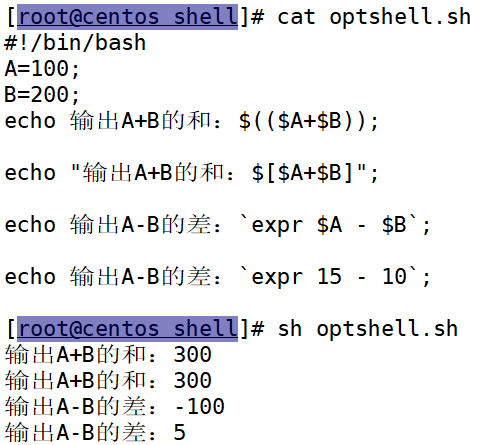 [root@centos shell]# cat optshell.sh
#!/bin/bash
A=100;
B=200;
echo 输出A+B的和：$(($A+$B));
echo "输出A+B的和：$[$A+$B]";
echo 输出A-B的差：`expr $A - $B`;
echo 输出A-B的差：`expr 15 - 10`;
[root@centos shell]# sh optshell.sh
输出A+B的和：300
输出A+B的和：300
输出A-B的差：-100
输出A-B的差：5